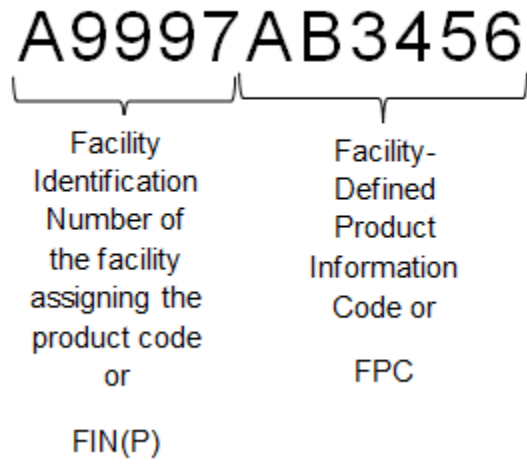 A9997AB3456
Facility
Identification
Number of
the facility
assigning the
product code
or
FIN(P)
Facility-
Defined
Product
Information
Code or
FPC